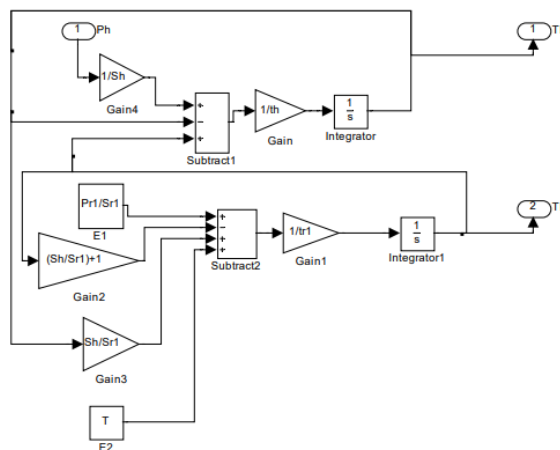 1
Ph
1
T
1/Sh
Gain4
+
−
+
Subtract1
1/th
Gain
1
s
Integrator
Pr1/Sr1
E1
2
T
(Sh/Sr1)+1
Gain2
+
−
+
+
Subtract2
1/tr1
Gain1
1
s
Integrator1
Sh/Sr1
Gain3
T
E2